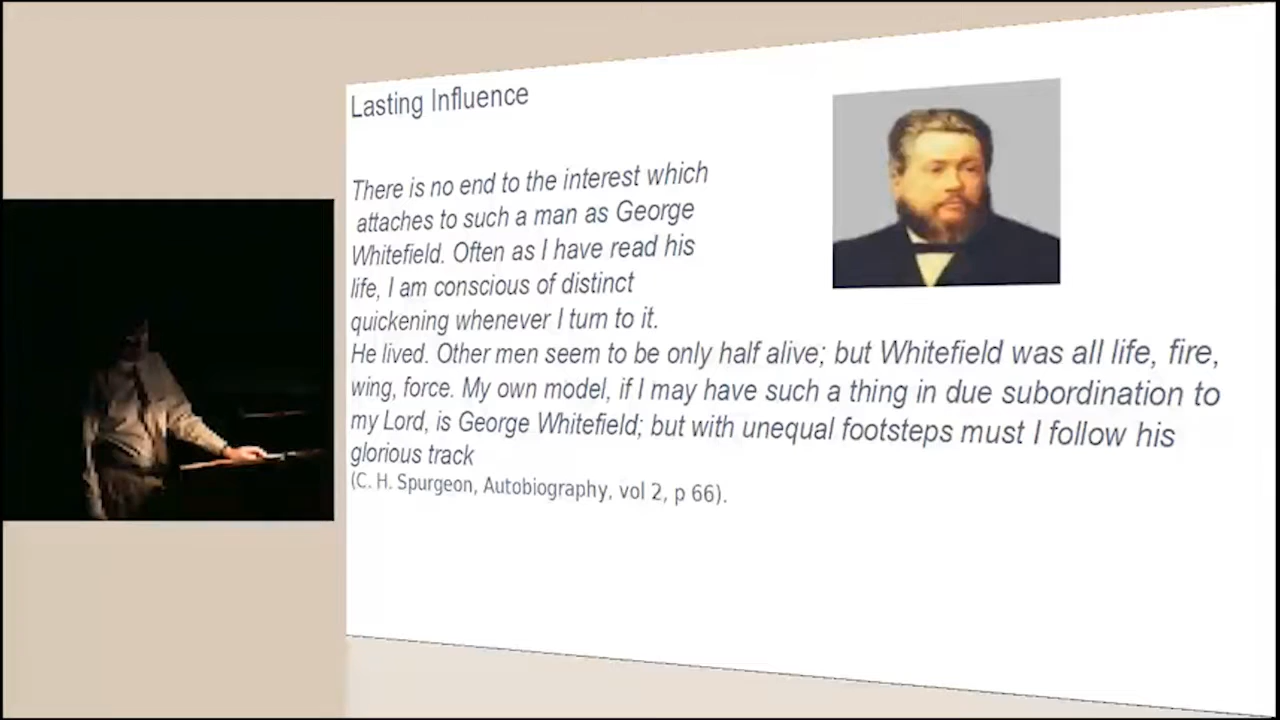 Lasting Influence
There is no end to the interest which
attaches to such a man as George
Whitefield. Often as I have read his
life, I am conscious of distinct
quickening whenever I turn to it.
He lived. Other men seem to be only half alive; but Whitefield was all life, fire,
wing, force. My own model, if I may have such a thing in due subordination to
my Lord, is George Whitefield; but with unequal footsteps must I follow his
glorious track
(C. H. Spurgeon, Autobiography, vol 2, p 66).